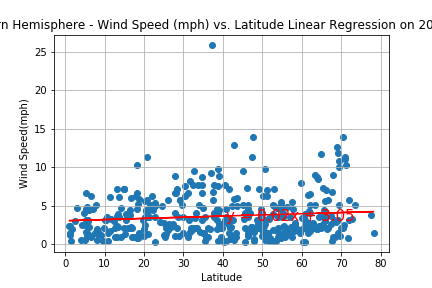 rn Hemisphere - Wind Speed (mph) vs. Latitude Linear Regression on 20
25
20
15
10
5
0
Wind Speed(mph)
0 10 20 30 40 50 60 70 80
Latitude